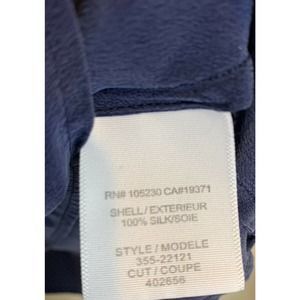 RN# 105230 CA#19371
SHELL/EXTERIEUR
100% SILK/SOIE
STYLE / MODELE
355-22121
CUT / COUPE
402656